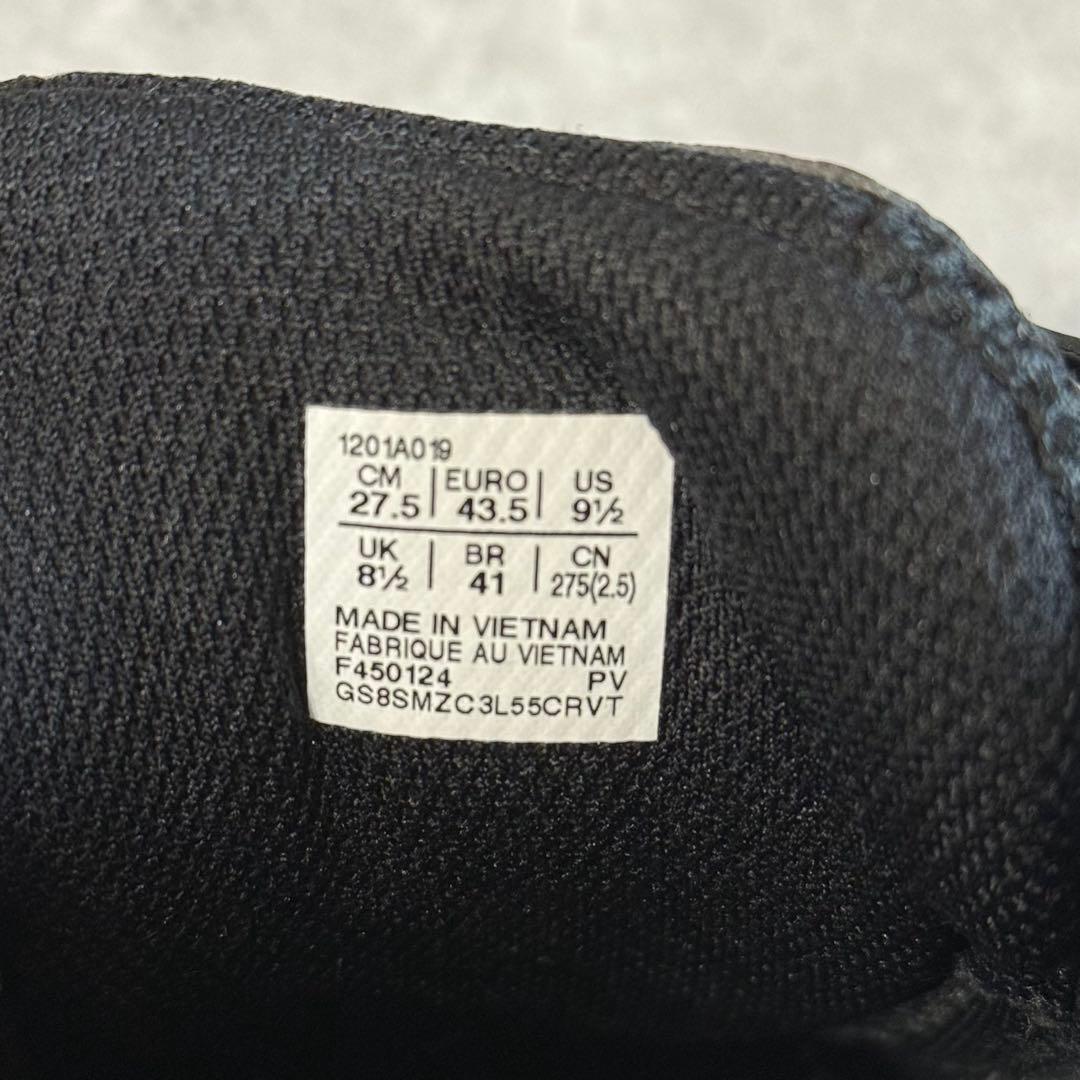 1201A019
CM | EURO | US
27.5 | 43.5 | 9½
UK | BR | CN
8½ | 41 | 275(2.5)
MADE IN VIETNAM
FABRIQUE AU VIETNAM
F450124 PV
GS8SMZC3L55CRVT